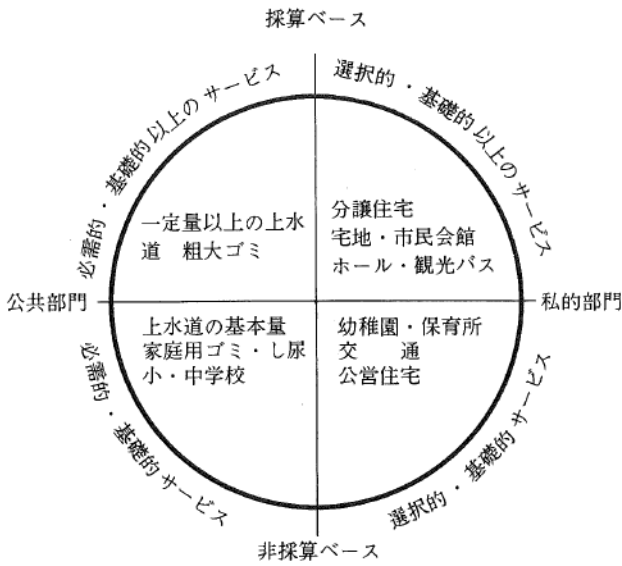 採算ベース
必需的・基礎的以上のサービス
選択的・基礎的以上のサービス
一定量以上の上水
道　粗大ゴミ
分譲住宅
宅地・市民会館
ホール・観光バス
公共部門
私的部門
上水道の基本量
家庭用ゴミ・し尿
小・中学校
幼稚園・保育所
交　　通
公営住宅
必需的・基礎的サービス
選択的・基礎的サービス
非採算ベース